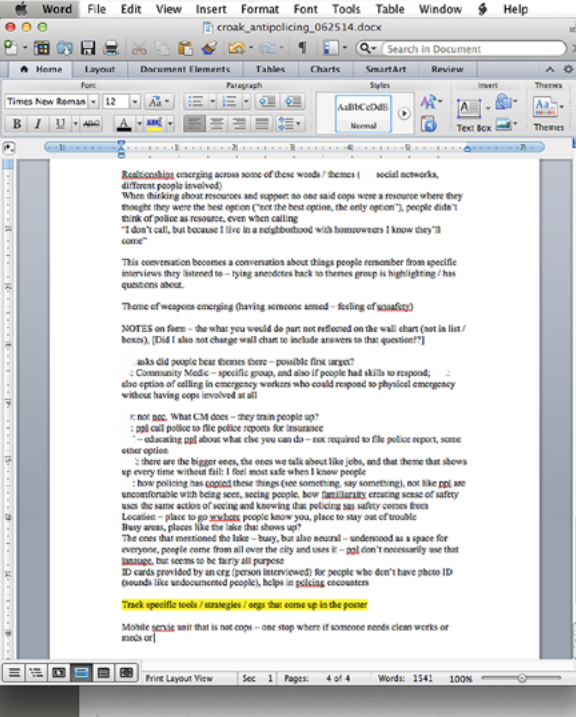 Word File Edit View Insert Format Font Tools Table Window Help
croak_antipolicing_062514.docx
Search in Document
Home Layout Document Elements Tables Charts SmartArt Review
Font Paragraph Styles Insert Themes
Times New Roman 12 Aa
AaBbCcDdE
B I U ABC A ABC Normal Text Box Themes
Realtionships emerging across some of these words / themes ( social networks,
different people involved)
When thinking about resources and support no one said cops were a resource where they
thought they were the best option ("not the best option, the only option"), people didn't
think of police as resource, even when calling
"I don't call, but because I live in a neighborhood with homeowners I know they'll
come"
This conversation becomes a conversation about things people remember from specific
interviews they listened to – tying anecdotes back to themes group is highlighting / has
questions about.
Theme of weapons emerging (having someone armed – feeling of unsafety)
NOTES on form – the what you would do part not reflected on the wall chart (not in list /
boxes), [Did I also not change wall chart to include answers to that question!?]
asks did people hear themes there – possible first target?
: Community Medic – specific group, and also if people had skills to respond; :
also option of calling in emergency workers who could respond to physical emergency
without having cops involved at all
: not nec. What CM does – they train people up?
: ppl call police to file police reports for insurance
– educating ppl about what else you can do – not required to file police report, some
other option
: there are the bigger ones, the ones we talk about like jobs, and that theme that shows
up every time without fail: I feel most safe when I know people
: how policing has copted these things (see something, say something), not like ppl are
uncomfortable with being seen, seeing people, how familiaraity creating sense of safety
uses the same action of seeing and knowing that policing sas safety comes from
Location – place to go wwhere people know you, place to stay out of trouble
Busy areas, places like the lake that shows up?
The ones that mentioned the lake – busy, but also neutral – understood as a space for
everyone, people come from all over the city and uses it – ppl don't necessarily use that
lanauge, but seems to be fairly all purpose
ID cards provided by an org (person interviewed) for people who don't have photo ID
(sounds like undocumented people), helps in polcing encounters
Track specific tools / strategies / orgs that come up in the poster
Mobile servie unit that is not cops – one stop where if someone needs clean works or
meds or
Print Layout View Sec 1 Pages: 4 of 4 Words: 1541 100%